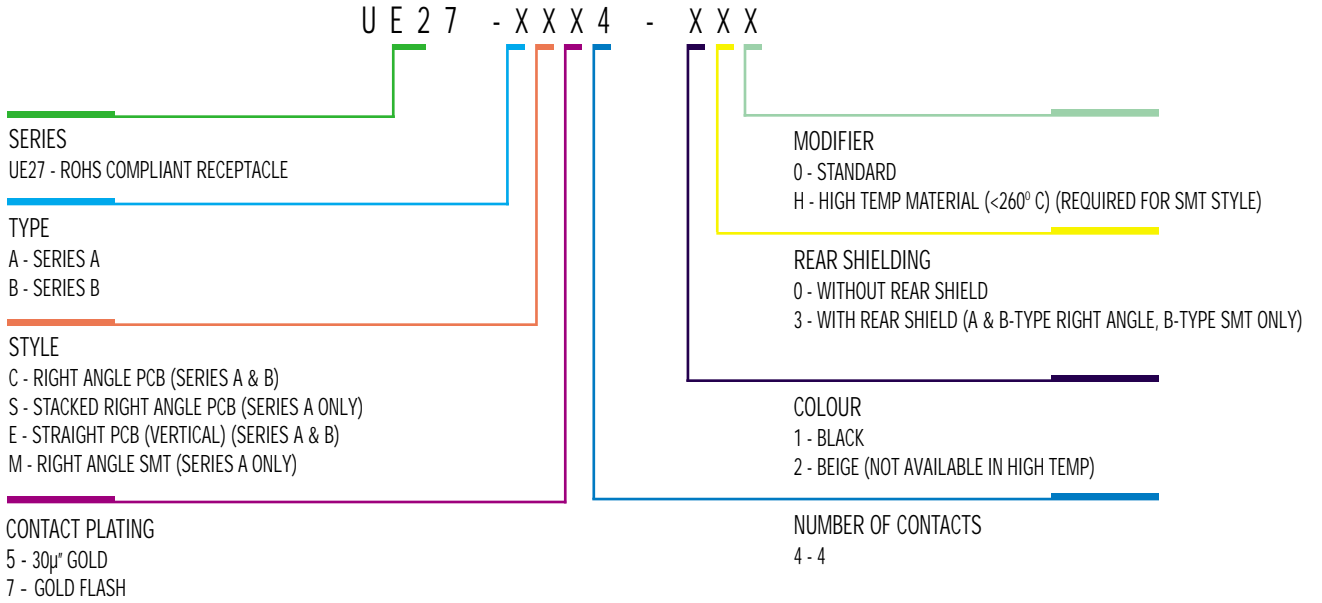 UE27 -XXX4 - XXX
SERIES
UE27 - ROHS COMPLIANT RECEPTACLE
TYPE
A - SERIES A
B - SERIES B
STYLE
C - RIGHT ANGLE PCB (SERIES A & B)
S - STACKED RIGHT ANGLE PCB (SERIES A ONLY)
E - STRAIGHT PCB (VERTICAL) (SERIES A & B)
M - RIGHT ANGLE SMT (SERIES A ONLY)
CONTACT PLATING
5 - 30µ" GOLD
7 - GOLD FLASH
MODIFIER
0 - STANDARD
H - HIGH TEMP MATERIAL (<260⁰ C) (REQUIRED FOR SMT STYLE)
REAR SHIELDING
0 - WITHOUT REAR SHIELD
3 - WITH REAR SHIELD (A & B-TYPE RIGHT ANGLE, B-TYPE SMT ONLY)
COLOUR
1 - BLACK
2 - BEIGE (NOT AVAILABLE IN HIGH TEMP)
NUMBER OF CONTACTS
4 - 4